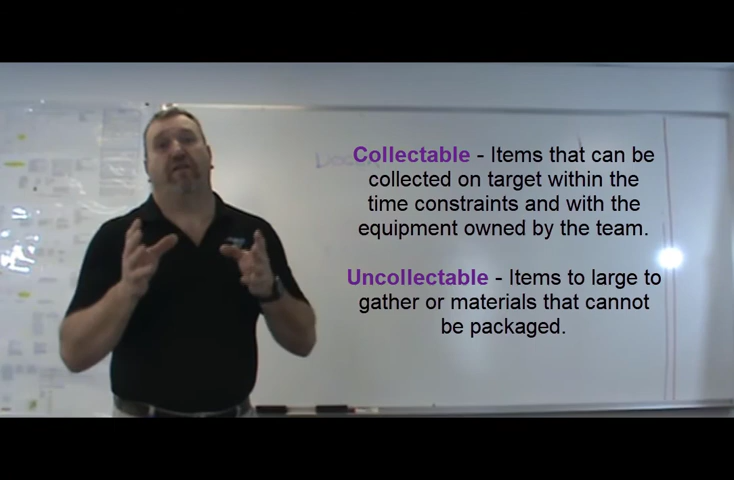 Collectable - Items that can be
collected on target within the
time constraints and with the
equipment owned by the team.
Uncollectable - Items to large to
gather or materials that cannot
be packaged.